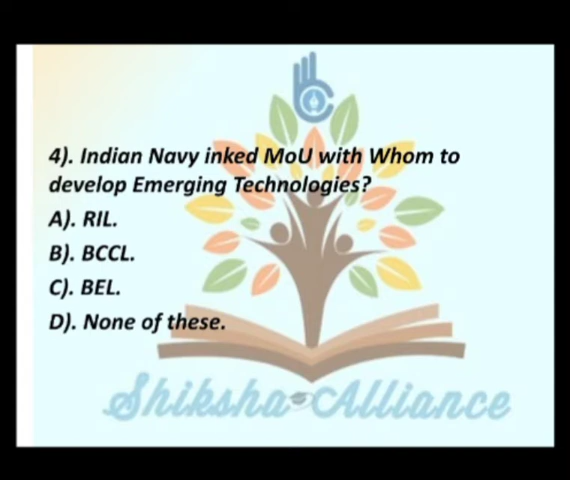 4). Indian Navy inked MoU with Whom to
develop Emerging Technologies?
A). RIL.
B). BCCL.
C). BEL.
D). None of these.
Shiksha Alliance